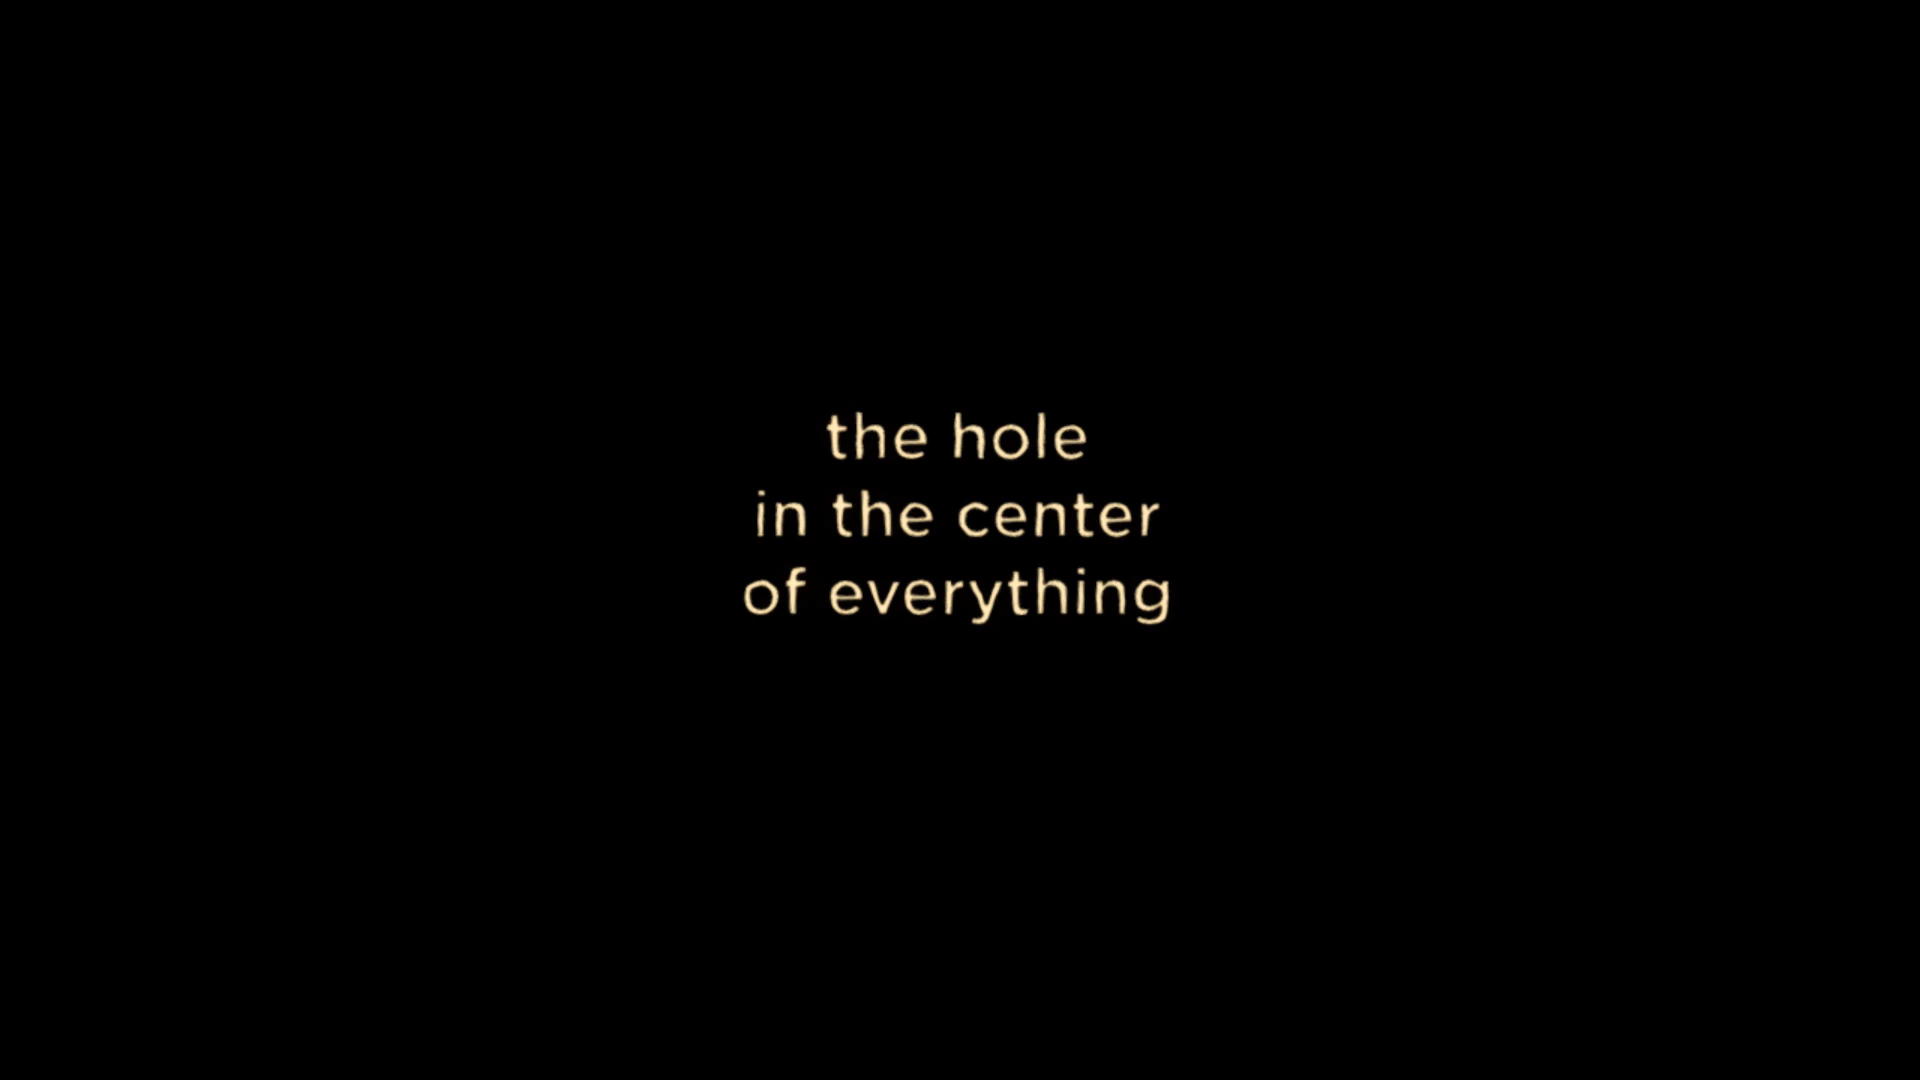 the hole
in the center
of everything